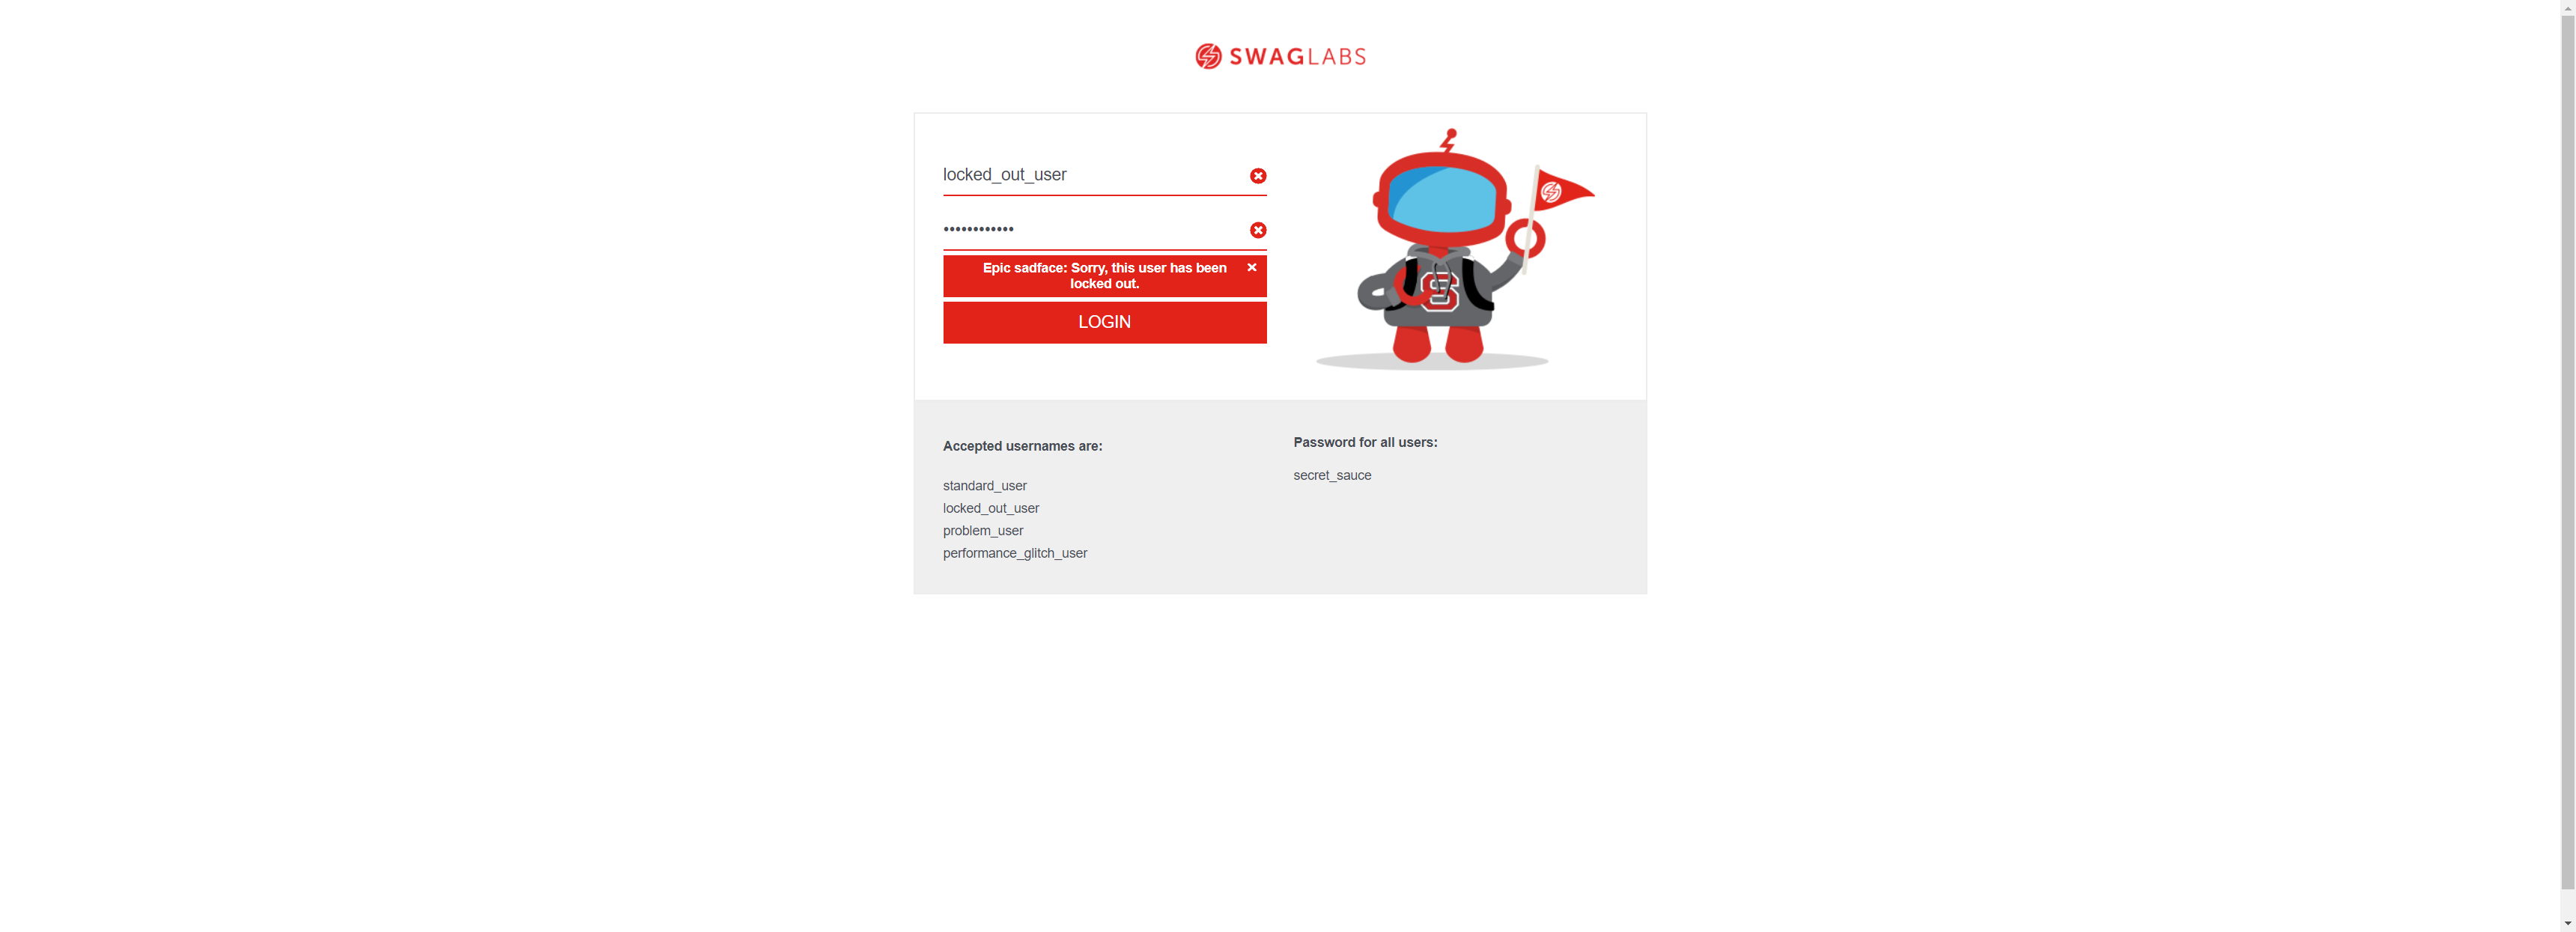 SWAGLABS
locked_out_user
••••••••••••
Epic sadface: Sorry, this user has been
locked out.
LOGIN
Accepted usernames are:
standard_user
locked_out_user
problem_user
performance_glitch_user
Password for all users:
secret_sauce